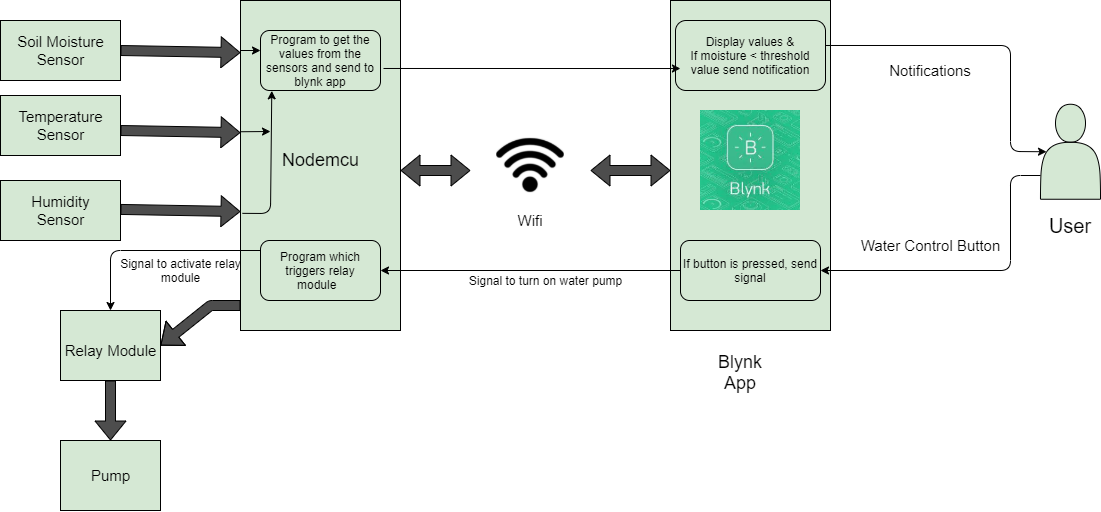 Soil Moisture
Sensor
Temperature
Sensor
Humidity
Sensor
Program to get the
values from the
sensors and send to
blynk app
Nodemcu
Program which
triggers relay
module
Signal to activate relay
module
Relay Module
Pump
Wifi
Signal to turn on water pump
Display values &
If moisture < threshold
value send notification
B
Blynk
If button is pressed, send
signal
Blynk
App
Notifications
User
Water Control Button